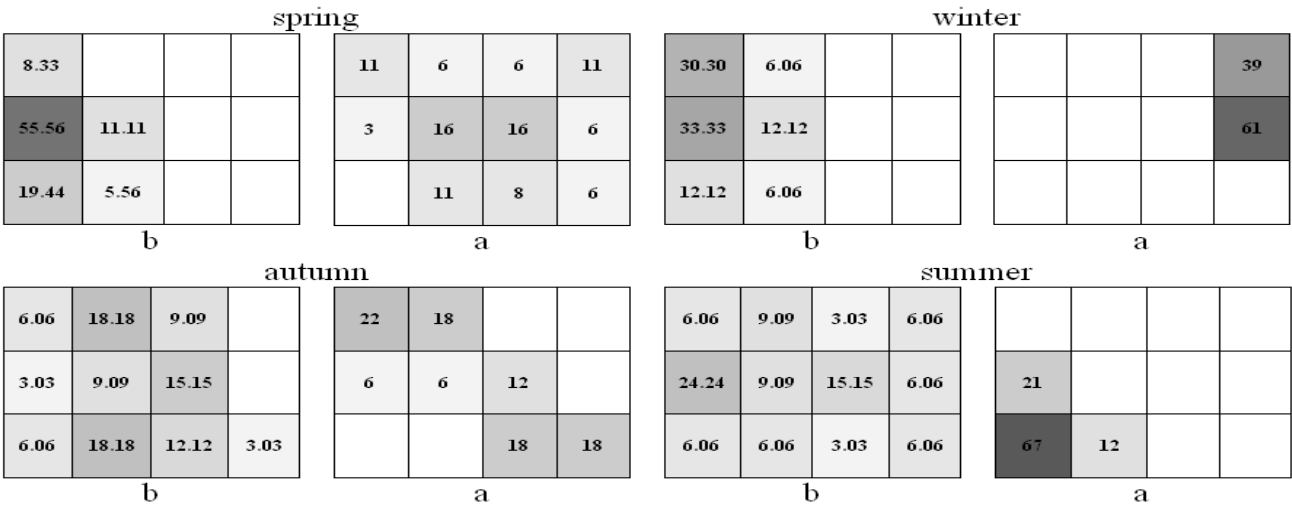 spring winter
8.33 11 6 6 11 30.30 6.06 39
55.56 11.11 3 16 16 6 33.33 12.12 61
19.44 5.56 11 8 6 12.12 6.06
b a b a
autumn summer
6.06 18.18 9.09 22 18 6.06 9.09 3.03 6.06
3.03 9.09 15.15 6 6 12 24.24 9.09 15.15 6.06 21
6.06 18.18 12.12 3.03 18 18 6.06 6.06 3.03 6.06 67 12
b a b a